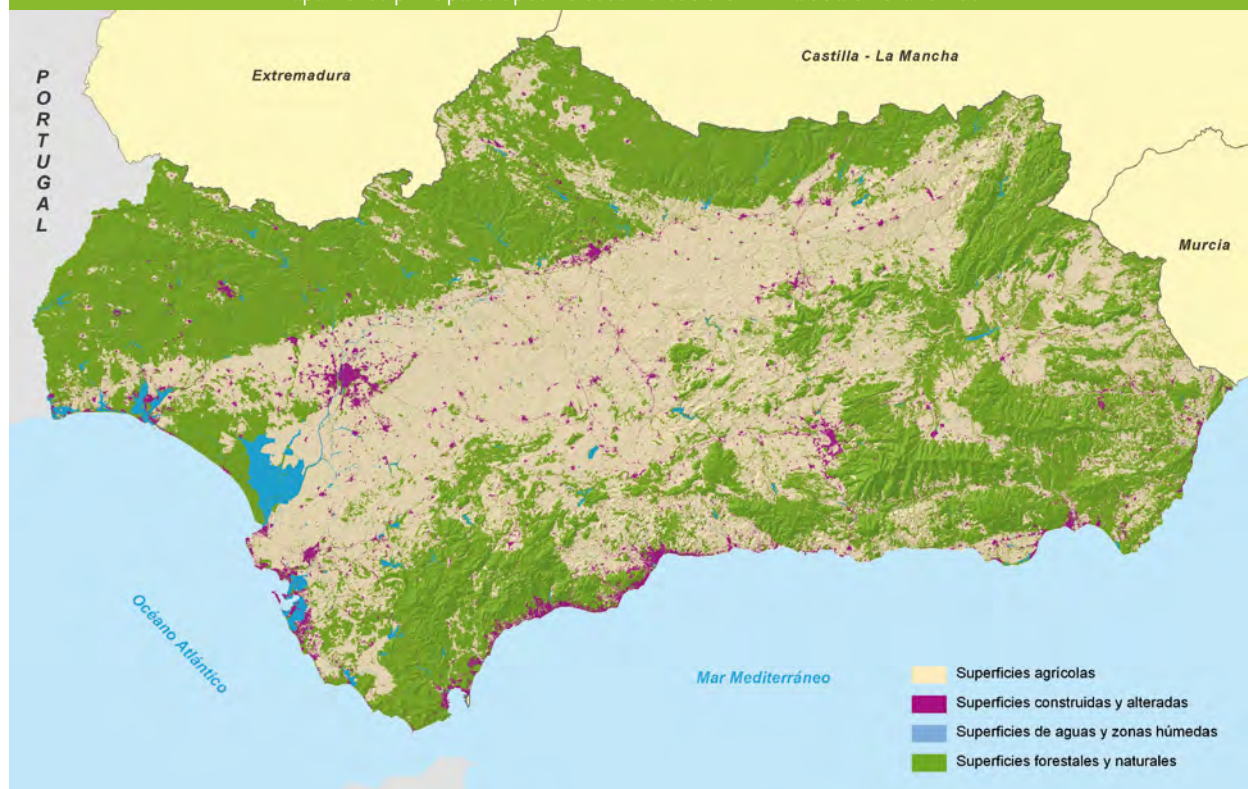 Extremadura
Castilla - La Mancha
PORTUGAL
Murcia
Océano Atlántico
Mar Mediterráneo
Superficies agrícolas
Superficies construidas y alteradas
Superficies de aguas y zonas húmedas
Superficies forestales y naturales